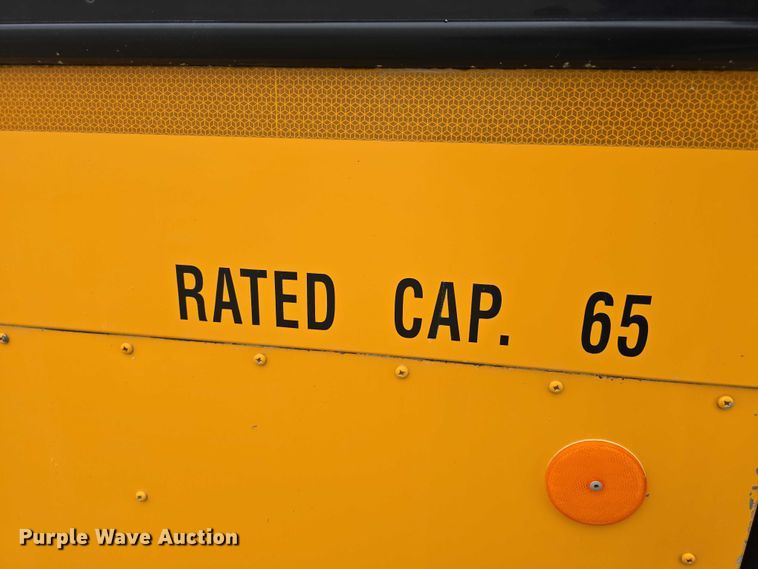 RATED CAP. 65
Purple Wave Auction